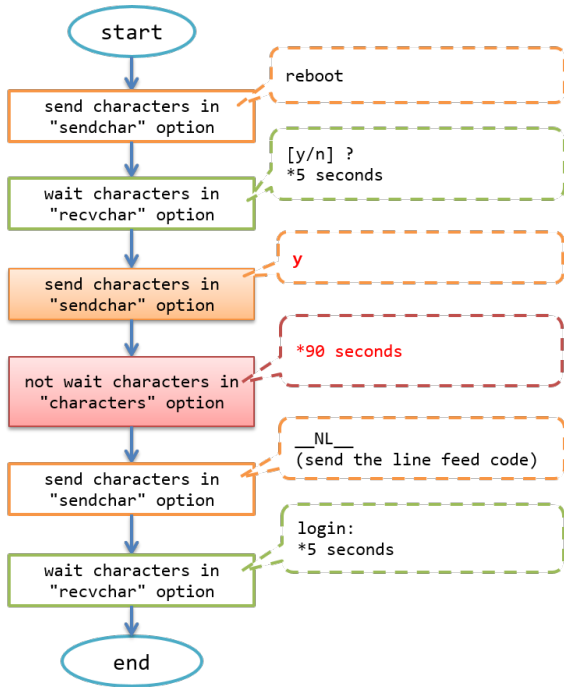 start
reboot
send characters in
"sendchar" option
[y/n] ?
*5 seconds
wait characters in
"recvchar" option
y
send characters in
"sendchar" option
*90 seconds
not wait characters in
"characters" option
__NL__
(send the line feed code)
send characters in
"sendchar" option
login:
*5 seconds
wait characters in
"recvchar" option
end